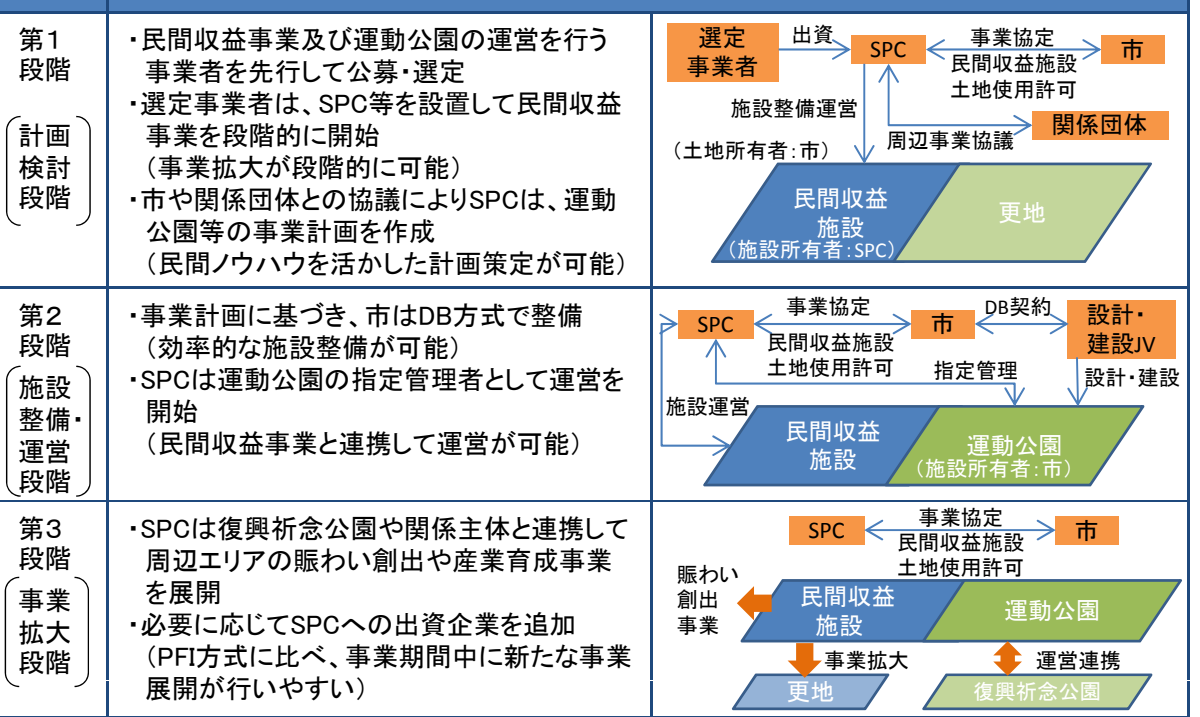 第1
段階
計画
検討
段階
・民間収益事業及び運動公園の運営を行う
事業者を先行して公募・選定
・選定事業者は、SPC等を設置して民間収益
事業を段階的に開始
（事業拡大が段階的に可能）
・市や関係団体との協議によりSPCは、運動
公園等の事業計画を作成
（民間ノウハウを活かした計画策定が可能）
選定
事業者
出資
SPC
事業協定
民間収益施設
土地使用許可
市
施設整備運営
関係団体
周辺事業協議
（土地所有者：市）
民間収益
施設
（施設所有者：SPC）
更地
第２
段階
施設
整備・
運営
段階
・事業計画に基づき、市はDB方式で整備
（効率的な施設整備が可能）
・SPCは運動公園の指定管理者として運営を
開始
（民間収益事業と連携して運営が可能）
SPC
事業協定
民間収益施設
土地使用許可
市
DB契約
設計・
建設JV
指定管理
設計・建設
施設運営
民間収益
施設
運動公園
（施設所有者：市）
第３
段階
事業
拡大
段階
・SPCは復興祈念公園や関係主体と連携して
周辺エリアの賑わい創出や産業育成事業
を展開
・必要に応じてSPCへの出資企業を追加
（PFI方式に比べ、事業期間中に新たな事業
展開が行いやすい）
SPC
事業協定
民間収益施設
土地使用許可
市
賑わい
創出
事業
民間収益
施設
運動公園
事業拡大
運営連携
更地
復興祈念公園